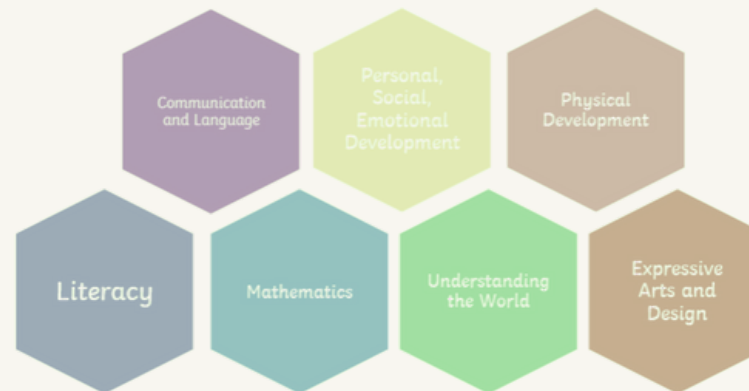 Communication
and Language
Personal,
Social,
Emotional
Development
Physical
Development
Literacy
Mathematics
Understanding
the World
Expressive
Arts and
Design